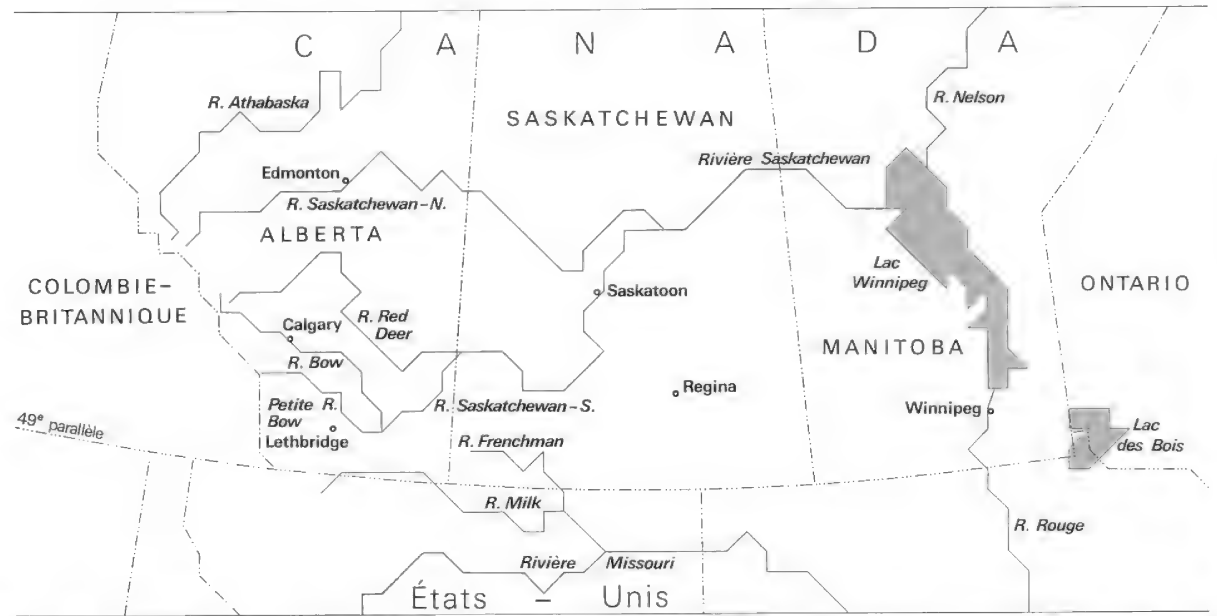 C A N A D A
R. Athabaska
R. Nelson
SASKATCHEWAN
Rivière Saskatchewan
Edmonton
R. Saskatchewan-N.
ALBERTA
Lac
Winnipeg
COLOMBIE-
BRITANNIQUE
ONTARIO
Saskatoon
Calgary
R. Red
Deer
MANITOBA
R. Bow
Regina
Petite R.
Bow
R. Saskatchewan-S.
Winnipeg
49e parallèle
Lethbridge
Lac
des Bois
R. Frenchman
R. Milk
R. Rouge
Rivière Missouri
États - Unis